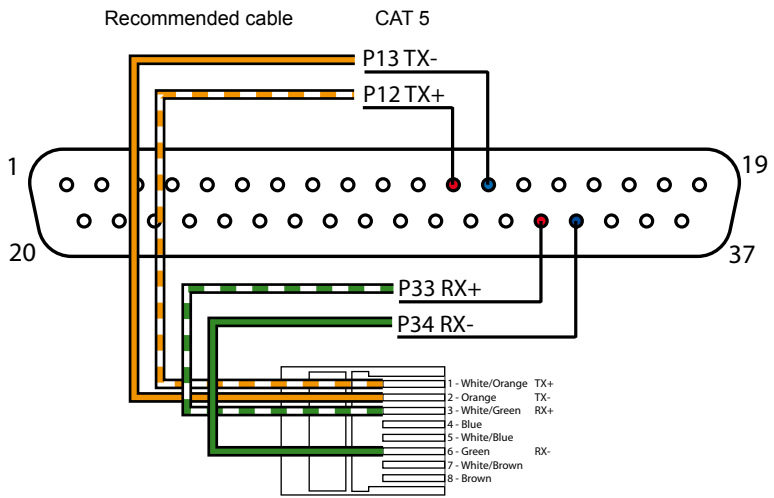 Recommended cable CAT 5
P13 TX-
P12 TX+
1
19
20
37
P33 RX+
P34 RX-
1 - White/Orange TX+
2 - Orange TX-
3 - White/Green RX+
4 - Blue
5 - White/Blue
6 - Green RX-
7 - White/Brown
8 - Brown